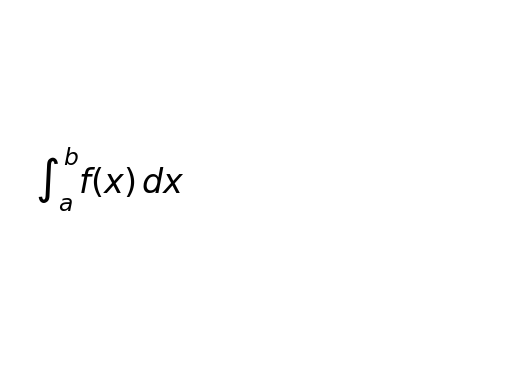 ∫_a^b f(x) dx